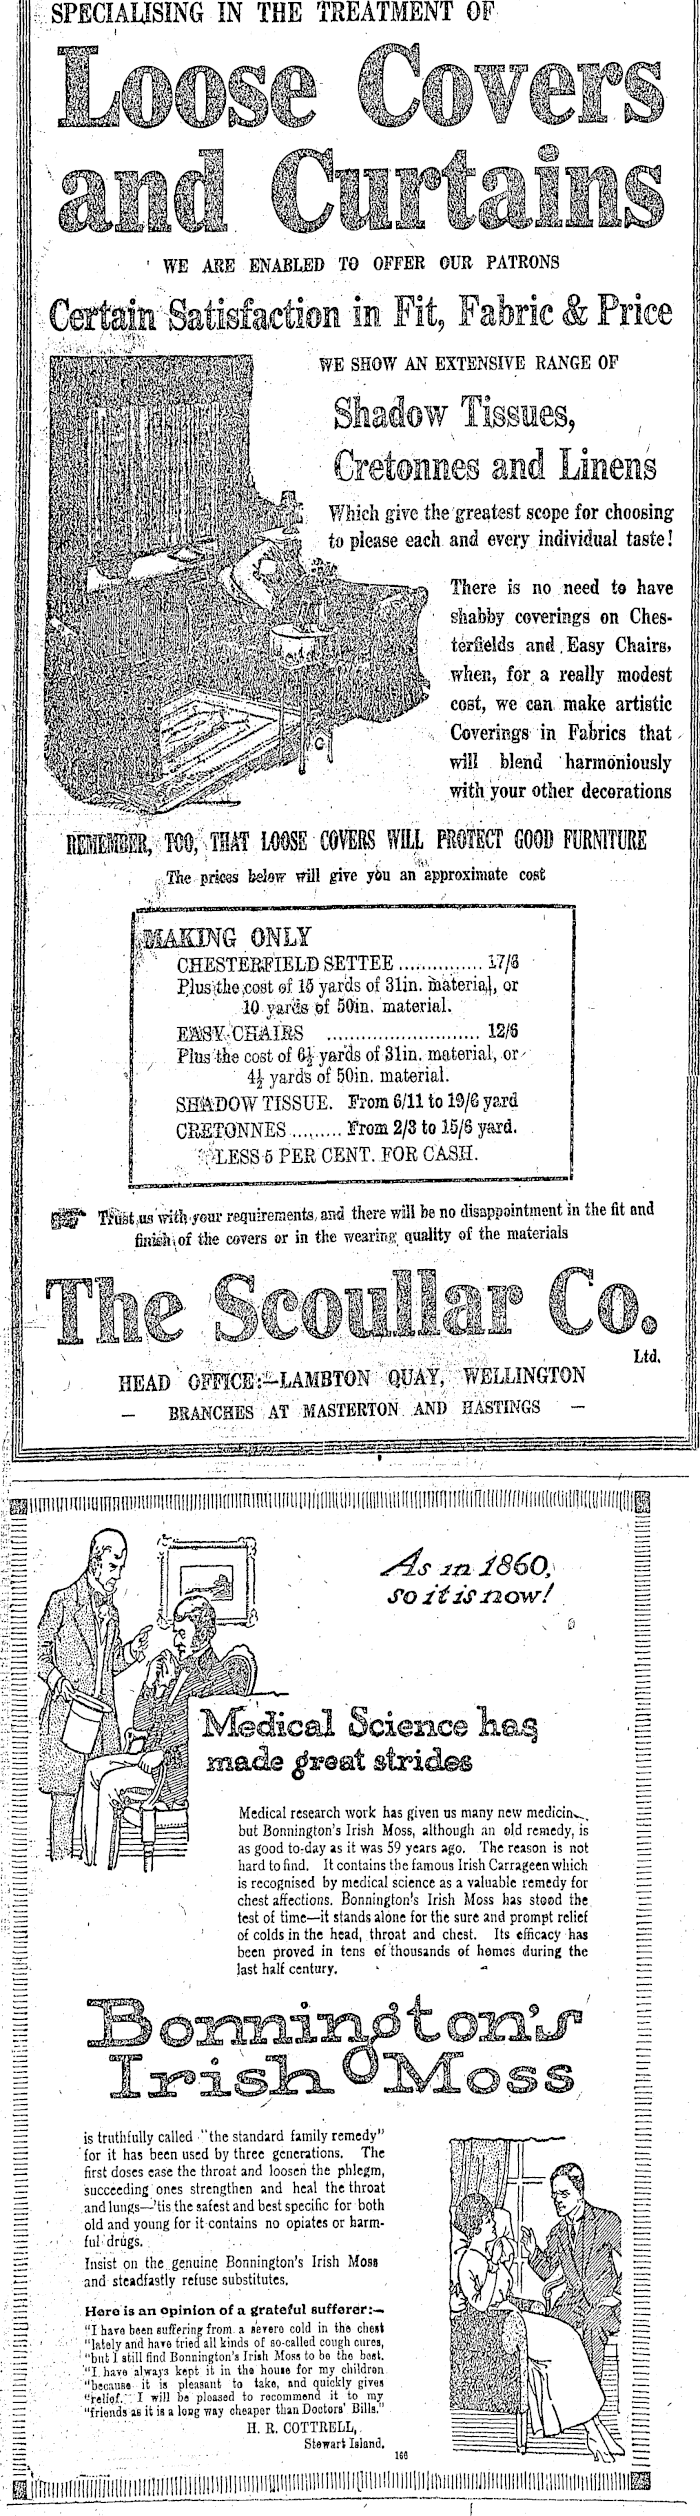 SPECIALISING IN THE TREATMENT OF
Loose Covers
and Curtains
WE ARE ENABLED TO OFFER OUR PATRONS
Certain Satisfaction in Fit, Fabric & Price
WE SHOW AN EXTENSIVE RANGE OF
Shadow Tissues,
Cretonnes and Linens
Which give the greatest scope for choosing
to please each and every individual taste!
There is no need to have
shabby coverings on Ches-
terfields and Easy Chairs,
when, for a really modest
cost, we can make artistic
Coverings in Fabrics that
will blend harmoniously
with your other decorations
REMEMBER, TOO, THAT LOOSE COVERS WILL PROTECT GOOD FURNITURE
The prices below will give you an approximate cost
MAKING ONLY
CHESTERFIELD SETTEE ............... 17/6
Plus the cost of 15 yards of 31in. material, or
10 yards of 50in. material.
EASY CHAIRS ........................... 12/6
Plus the cost of 6½ yards of 31in. material, or
4½ yards of 50in. material.
SHADOW TISSUE. From 6/11 to 19/6 yard
CRETONNES ......... From 2/3 to 15/6 yard.
LESS 5 PER CENT. FOR CASH.
Trust us with your requirements, and there will be no disappointment in the fit and
finish of the covers or in the wearing quality of the materials
The Scoullar Co.
Ltd.
HEAD OFFICE:—LAMBTON QUAY, WELLINGTON
— BRANCHES AT MASTERTON AND HASTINGS —
As in 1860,
so it is now!
Medical Science has
made great strides
Medical research work has given us many new medicin
but Bonnington's Irish Moss, although an old remedy, is
as good to-day as it was 59 years ago. The reason is not
hard to find. It contains the famous Irish Carrageen which
is recognised by medical science as a valuable remedy for
chest affections. Bonnington's Irish Moss has stood the
test of time—it stands alone for the sure and prompt relief
of colds in the head, throat and chest. Its efficacy has
been proved in tens of thousands of homes during the
last half century.
Bonnington's
Irish Moss
is truthfully called "the standard family remedy"
for it has been used by three generations. The
first doses ease the throat and loosen the phlegm,
succeeding ones strengthen and heal the throat
and lungs—'tis the safest and best specific for both
old and young for it contains no opiates or harm-
ful drugs.
Insist on the genuine Bonnington's Irish Moss
and steadfastly refuse substitutes.
Here is an opinion of a grateful sufferer:—
"I have been suffering from a severe cold in the chest
"lately and have tried all kinds of so-called cough cures,
"but I still find Bonnington's Irish Moss to be the best.
"I have always kept it in the house for my children
"because it is pleasant to take, and quickly gives
"relief. I will be pleased to recommend it to my
"friends as it is a long way cheaper than Doctors' Bills."
H. R. COTTRELL,
Stewart Island.
166